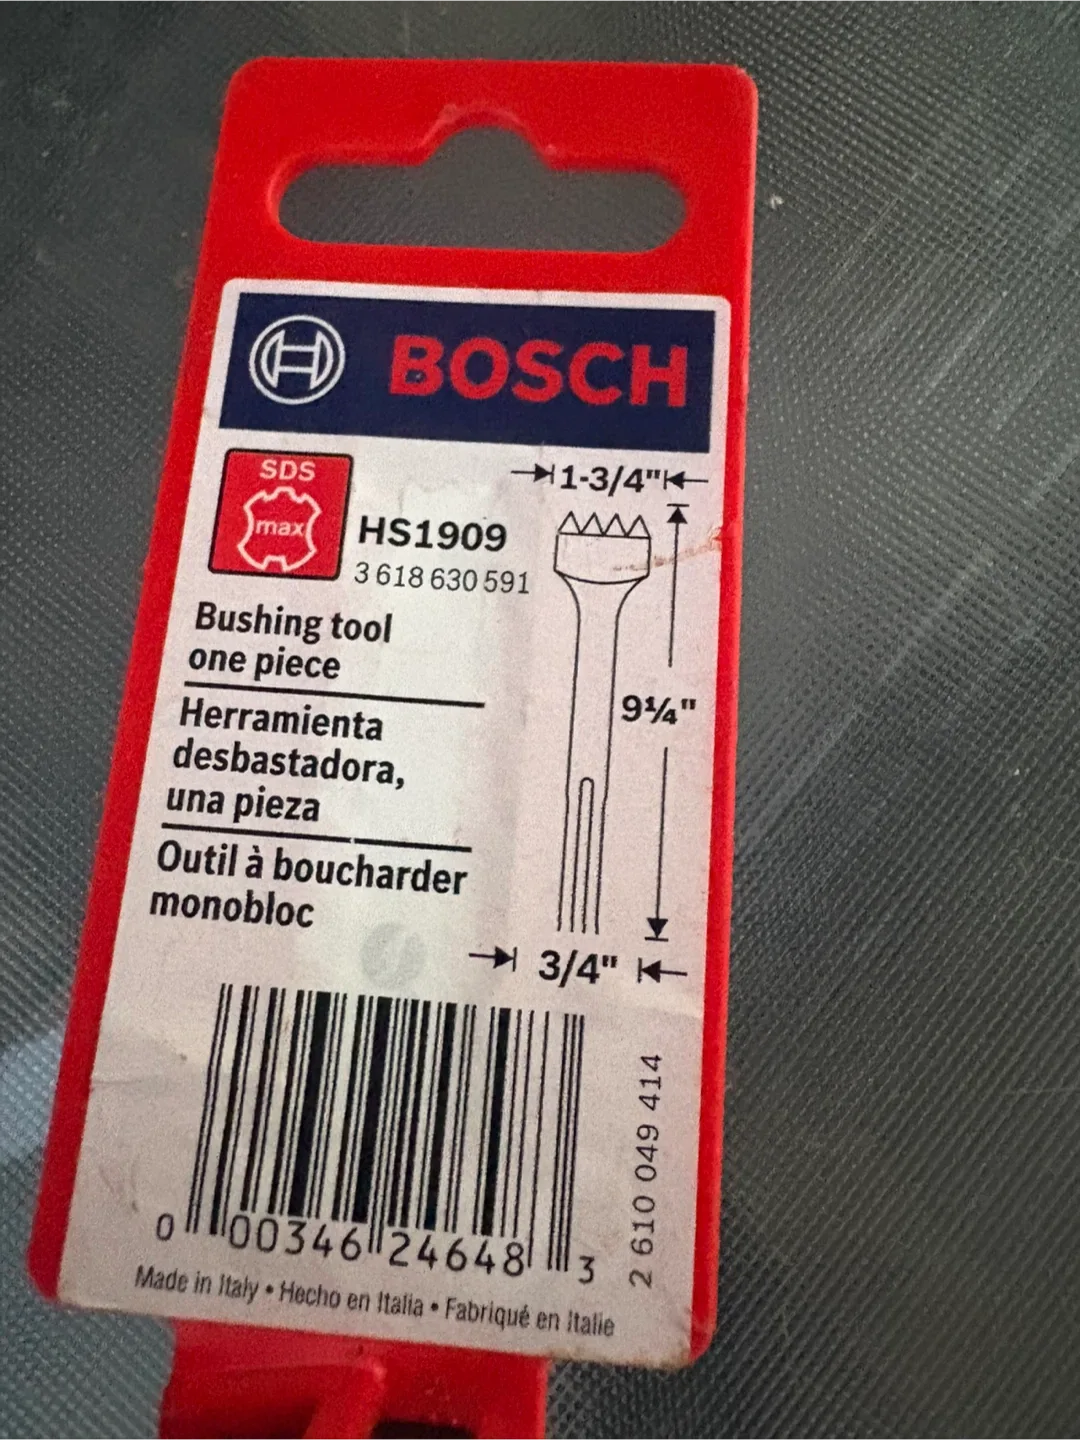 BOSCH
SDS
max
HS1909
3 618 630 591
1-3/4"
Bushing tool
one piece
Herramienta
desbastadora,
una pieza
Outil à boucharder
monobloc
9¼"
3/4"
0 00346 24648 3
2 610 049 414
Made in Italy • Hecho en Italia • Fabriqué en Italie